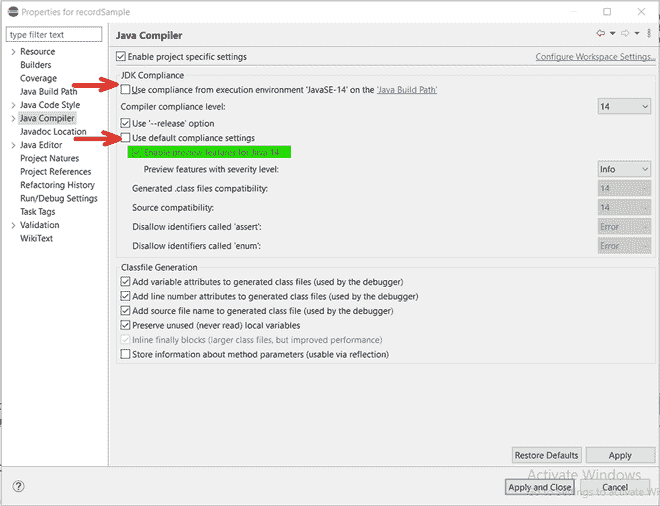 Properties for recordSample
type filter text
Java Compiler
Resource
Builders
Coverage
Java Build Path
Java Code Style
Java Compiler
Javadoc Location
Java Editor
Project Natures
Project References
Refactoring History
Run/Debug Settings
Task Tags
Validation
WikiText
Enable project specific settings
Configure Workspace Settings...
JDK Compliance
Use compliance from execution environment 'JavaSE-14' on the 'Java Build Path'
Compiler compliance level:
14
Use '--release' option
Use default compliance settings
Enable preview features for Java 14
Preview features with severity level:
Info
Generated .class files compatibility:
14
Source compatibility:
14
Disallow identifiers called 'assert':
Error
Disallow identifiers called 'enum':
Error
Classfile Generation
Add variable attributes to generated class files (used by the debugger)
Add line number attributes to generated class files (used by the debugger)
Add source file name to generated class file (used by the debugger)
Preserve unused (never read) local variables
Inline finally blocks (larger class files, but improved performance)
Store information about method parameters (usable via reflection)
Restore Defaults
Apply
Activate Windows
Apply and Close
Cancel
to Settings to activate Wi